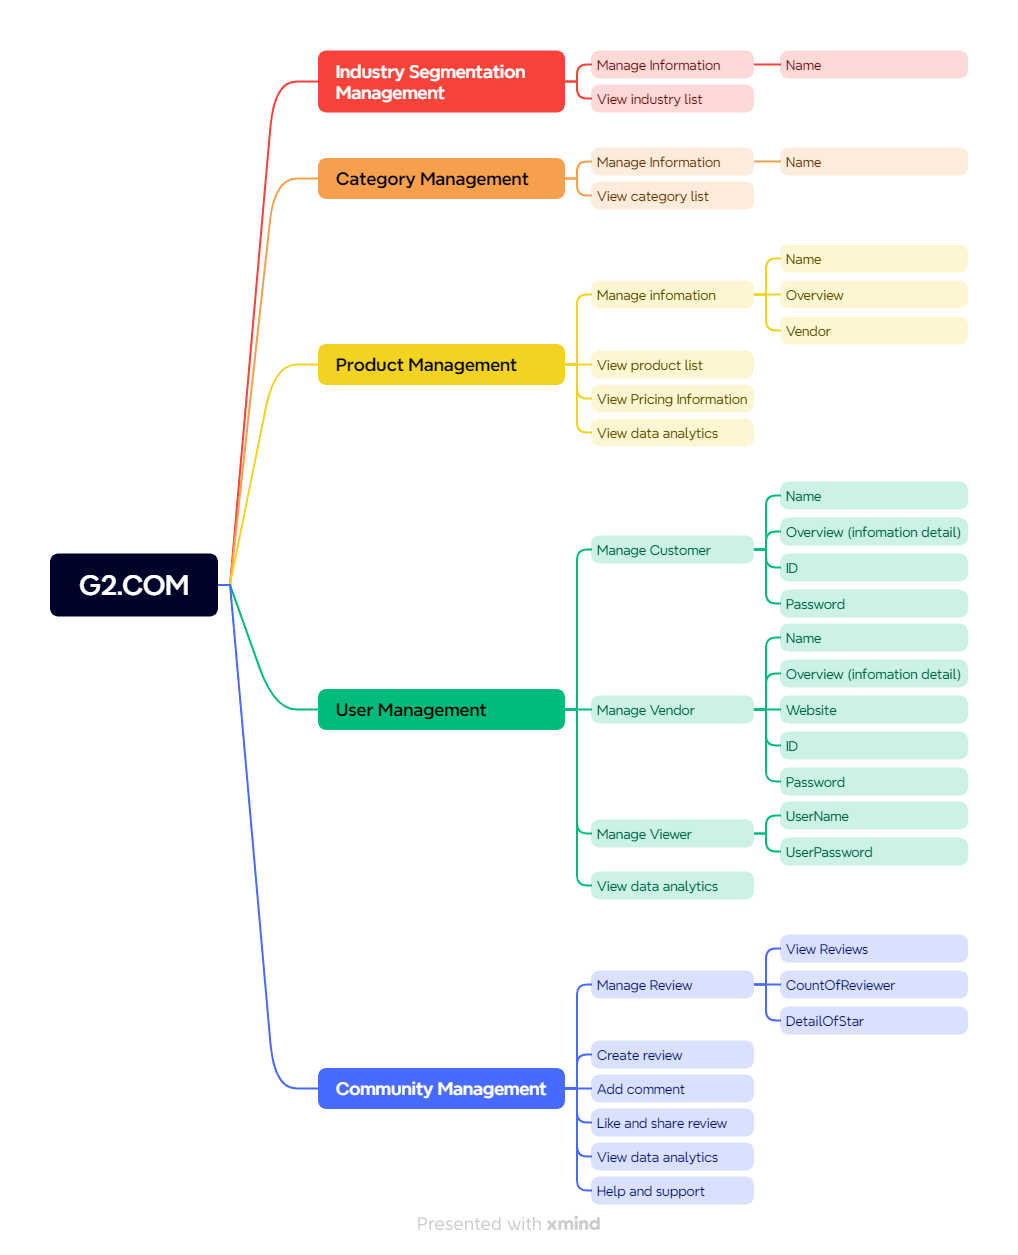 G2.COM
Industry Segmentation
Management
Manage Information
Name
View industry list
Category Management
Manage Information
Name
View category list
Product Management
Manage infomation
Name
Overview
Vendor
View product list
View Pricing Information
View data analytics
User Management
Manage Customer
Name
Overview (infomation detail)
ID
Password
Manage Vendor
Name
Overview (infomation detail)
Website
ID
Password
Manage Viewer
UserName
UserPassword
View data analytics
Community Management
Manage Review
View Reviews
CountOfReviewer
DetailOfStar
Create review
Add comment
Like and share review
View data analytics
Help and support
Presented with xmind